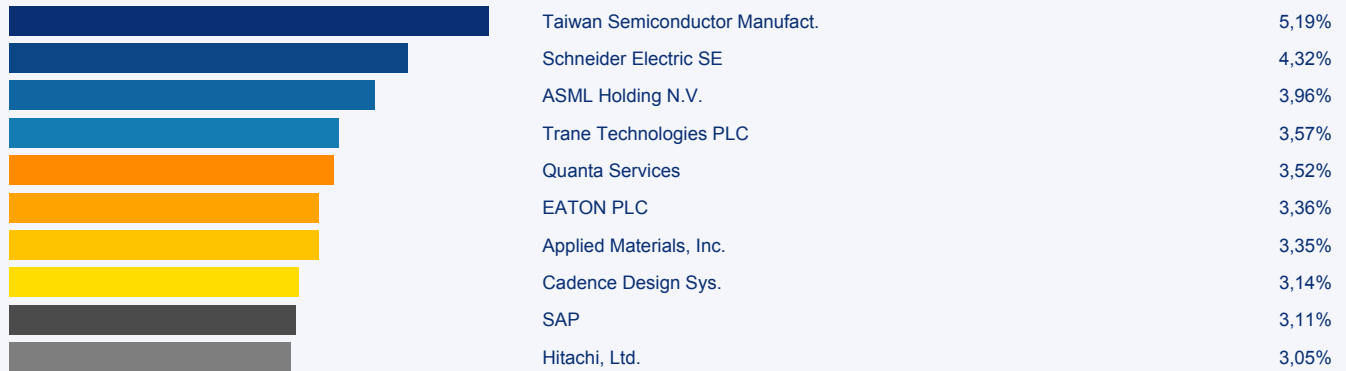 Taiwan Semiconductor Manufact. 5,19%
Schneider Electric SE 4,32%
ASML Holding N.V. 3,96%
Trane Technologies PLC 3,57%
Quanta Services 3,52%
EATON PLC 3,36%
Applied Materials, Inc. 3,35%
Cadence Design Sys. 3,14%
SAP 3,11%
Hitachi, Ltd. 3,05%